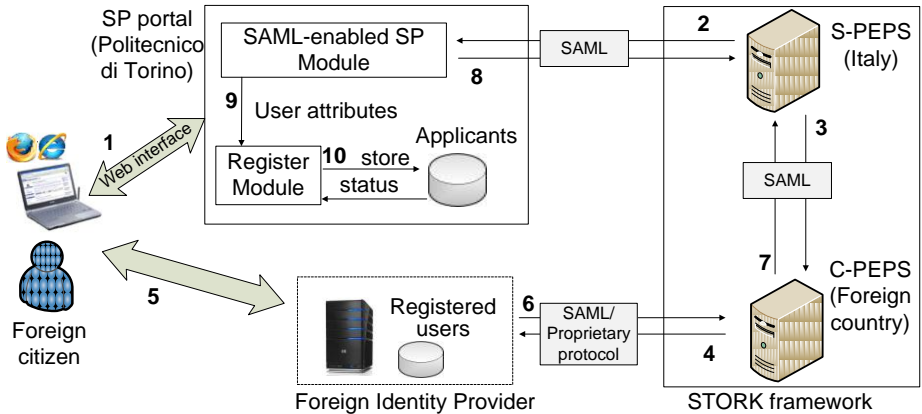 SP portal
(Politecnico
di Torino)
SAML-enabled SP
Module
9
User attributes
Register
Module
10 store
status
Applicants
8
SAML
2
S-PEPS
(Italy)
3
SAML
7
C-PEPS
(Foreign
country)
STORK framework
1
Web interface
5
Foreign
citizen
Registered
users
Foreign Identity Provider
6
SAML/
Proprietary
protocol
4